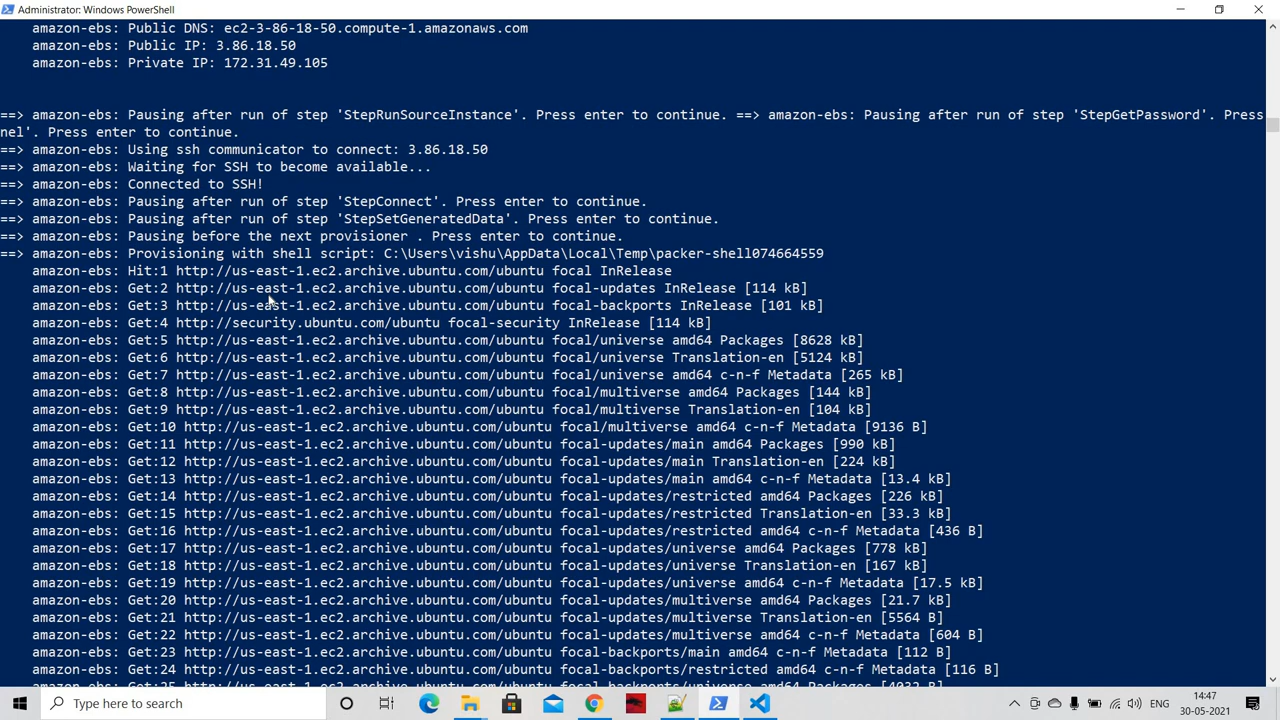 Administrator: Windows PowerShell
amazon-ebs: Public DNS: ec2-3-86-18-50.compute-1.amazonaws.com
amazon-ebs: Public IP: 3.86.18.50
amazon-ebs: Private IP: 172.31.49.105
==> amazon-ebs: Pausing after run of step 'StepRunSourceInstance'. Press enter to continue. ==> amazon-ebs: Pausing after run of step 'StepGetPassword'. Press
nel'. Press enter to continue.
==> amazon-ebs: Using ssh communicator to connect: 3.86.18.50
==> amazon-ebs: Waiting for SSH to become available...
==> amazon-ebs: Connected to SSH!
==> amazon-ebs: Pausing after run of step 'StepConnect'. Press enter to continue.
==> amazon-ebs: Pausing after run of step 'StepSetGeneratedData'. Press enter to continue.
==> amazon-ebs: Pausing before the next provisioner . Press enter to continue.
==> amazon-ebs: Provisioning with shell script: C:\Users\vishu\AppData\Local\Temp\packer-shell074664559
amazon-ebs: Hit:1 http://us-east-1.ec2.archive.ubuntu.com/ubuntu focal InRelease
amazon-ebs: Get:2 http://us-east-1.ec2.archive.ubuntu.com/ubuntu focal-updates InRelease [114 kB]
amazon-ebs: Get:3 http://us-east-1.ec2.archive.ubuntu.com/ubuntu focal-backports InRelease [101 kB]
amazon-ebs: Get:4 http://security.ubuntu.com/ubuntu focal-security InRelease [114 kB]
amazon-ebs: Get:5 http://us-east-1.ec2.archive.ubuntu.com/ubuntu focal/universe amd64 Packages [8628 kB]
amazon-ebs: Get:6 http://us-east-1.ec2.archive.ubuntu.com/ubuntu focal/universe Translation-en [5124 kB]
amazon-ebs: Get:7 http://us-east-1.ec2.archive.ubuntu.com/ubuntu focal/universe amd64 c-n-f Metadata [265 kB]
amazon-ebs: Get:8 http://us-east-1.ec2.archive.ubuntu.com/ubuntu focal/multiverse amd64 Packages [144 kB]
amazon-ebs: Get:9 http://us-east-1.ec2.archive.ubuntu.com/ubuntu focal/multiverse Translation-en [104 kB]
amazon-ebs: Get:10 http://us-east-1.ec2.archive.ubuntu.com/ubuntu focal/multiverse amd64 c-n-f Metadata [9136 B]
amazon-ebs: Get:11 http://us-east-1.ec2.archive.ubuntu.com/ubuntu focal-updates/main amd64 Packages [990 kB]
amazon-ebs: Get:12 http://us-east-1.ec2.archive.ubuntu.com/ubuntu focal-updates/main Translation-en [224 kB]
amazon-ebs: Get:13 http://us-east-1.ec2.archive.ubuntu.com/ubuntu focal-updates/main amd64 c-n-f Metadata [13.4 kB]
amazon-ebs: Get:14 http://us-east-1.ec2.archive.ubuntu.com/ubuntu focal-updates/restricted amd64 Packages [226 kB]
amazon-ebs: Get:15 http://us-east-1.ec2.archive.ubuntu.com/ubuntu focal-updates/restricted Translation-en [33.3 kB]
amazon-ebs: Get:16 http://us-east-1.ec2.archive.ubuntu.com/ubuntu focal-updates/restricted amd64 c-n-f Metadata [436 B]
amazon-ebs: Get:17 http://us-east-1.ec2.archive.ubuntu.com/ubuntu focal-updates/universe amd64 Packages [778 kB]
amazon-ebs: Get:18 http://us-east-1.ec2.archive.ubuntu.com/ubuntu focal-updates/universe Translation-en [167 kB]
amazon-ebs: Get:19 http://us-east-1.ec2.archive.ubuntu.com/ubuntu focal-updates/universe amd64 c-n-f Metadata [17.5 kB]
amazon-ebs: Get:20 http://us-east-1.ec2.archive.ubuntu.com/ubuntu focal-updates/multiverse amd64 Packages [21.7 kB]
amazon-ebs: Get:21 http://us-east-1.ec2.archive.ubuntu.com/ubuntu focal-updates/multiverse Translation-en [5564 B]
amazon-ebs: Get:22 http://us-east-1.ec2.archive.ubuntu.com/ubuntu focal-updates/multiverse amd64 c-n-f Metadata [604 B]
amazon-ebs: Get:23 http://us-east-1.ec2.archive.ubuntu.com/ubuntu focal-backports/main amd64 c-n-f Metadata [112 B]
amazon-ebs: Get:24 http://us-east-1.ec2.archive.ubuntu.com/ubuntu focal-backports/restricted amd64 c-n-f Metadata [116 B]
Type here to search
ENG
14:47
30-05-2021